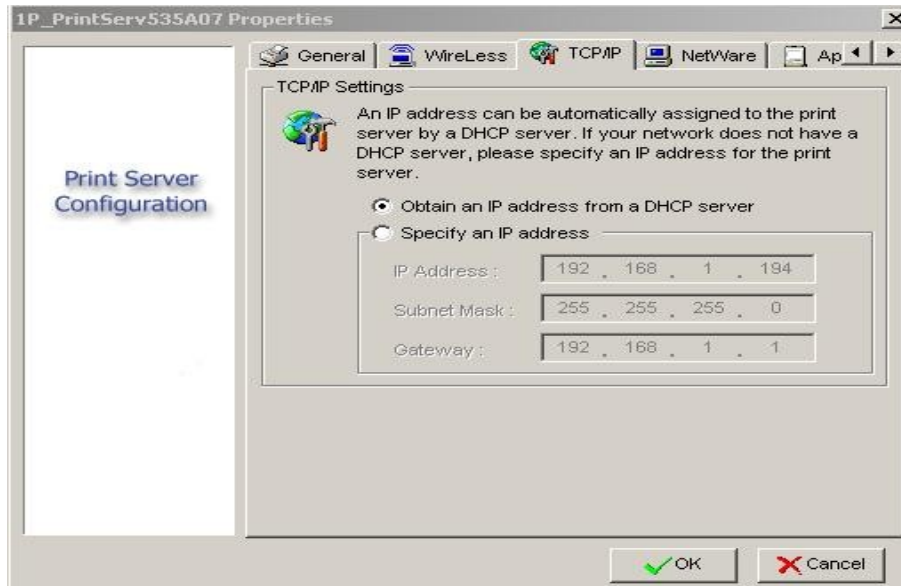 1P_PrintServ535A07 Properties
General
WireLess
TCP/IP
NetWare
Ap
Print Server
Configuration
TCP/IP Settings
An IP address can be automatically assigned to the print
server by a DHCP server. If your network does not have a
DHCP server, please specify an IP address for the print
server.
Obtain an IP address from a DHCP server
Specify an IP address
IP Address : 192 . 168 . 1 . 194
Subnet Mask : 255 . 255 . 255 . 0
Gateway : 192 . 168 . 1 . 1
OK
Cancel